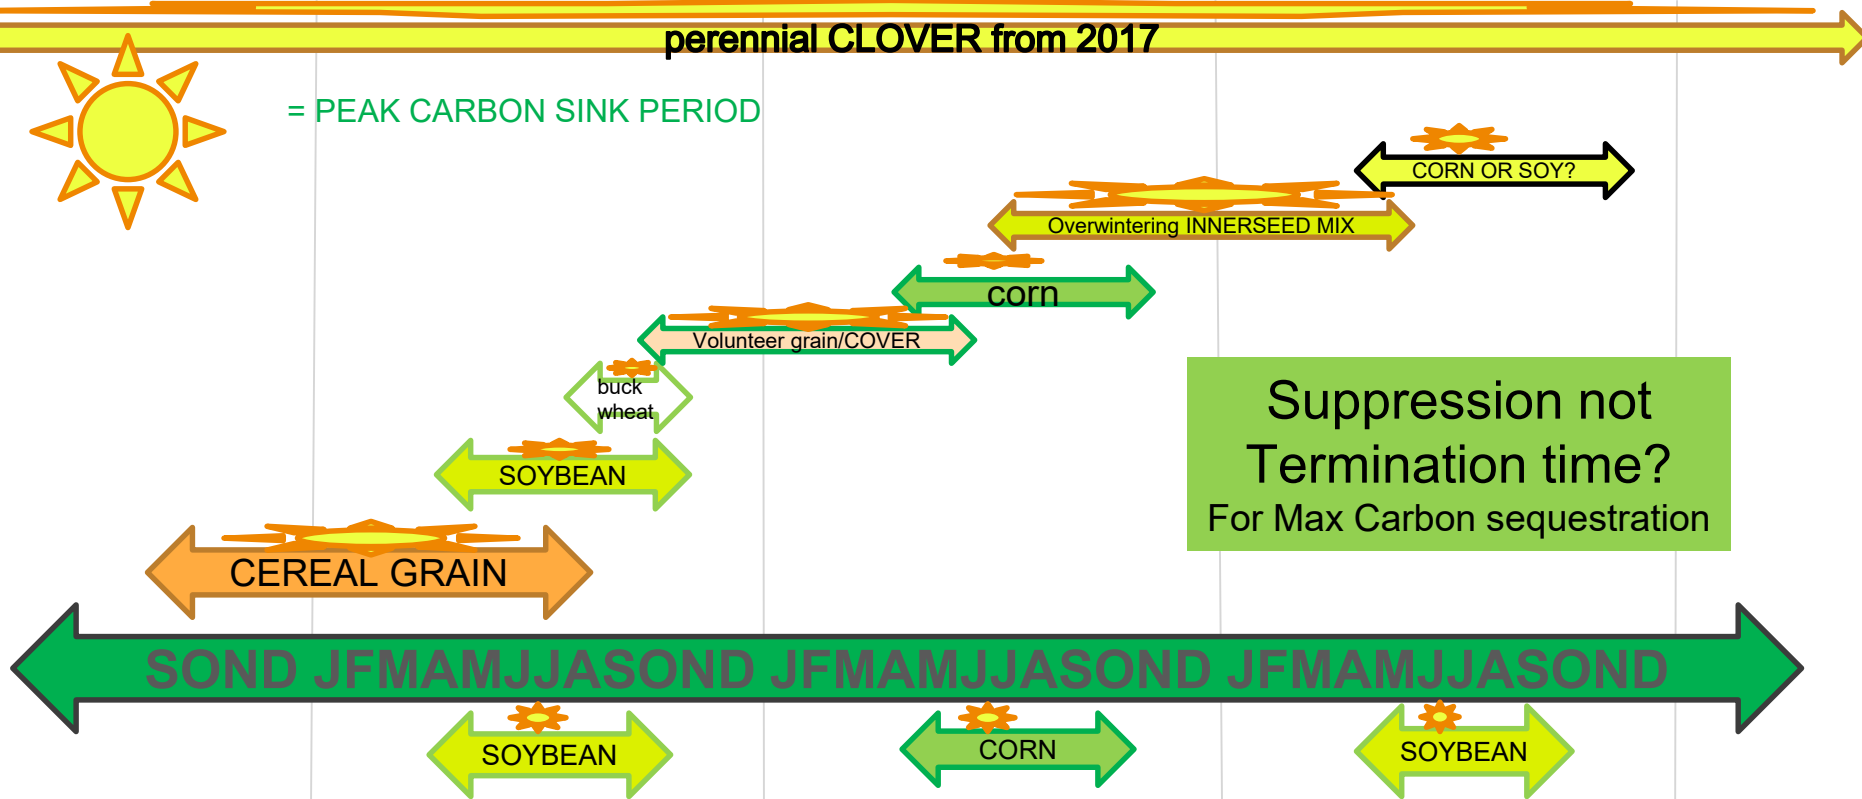 perennial CLOVER from 2017
= PEAK CARBON SINK PERIOD
CORN OR SOY?
Overwintering INNERSEED MIX
corn
Volunteer grain/COVER
buck
wheat
SOYBEAN
CEREAL GRAIN
Suppression not
Termination time?
For Max Carbon sequestration
SOND JFMAMJJASOND JFMAMJJASOND JFMAMJJASOND
SOYBEAN
CORN
SOYBEAN